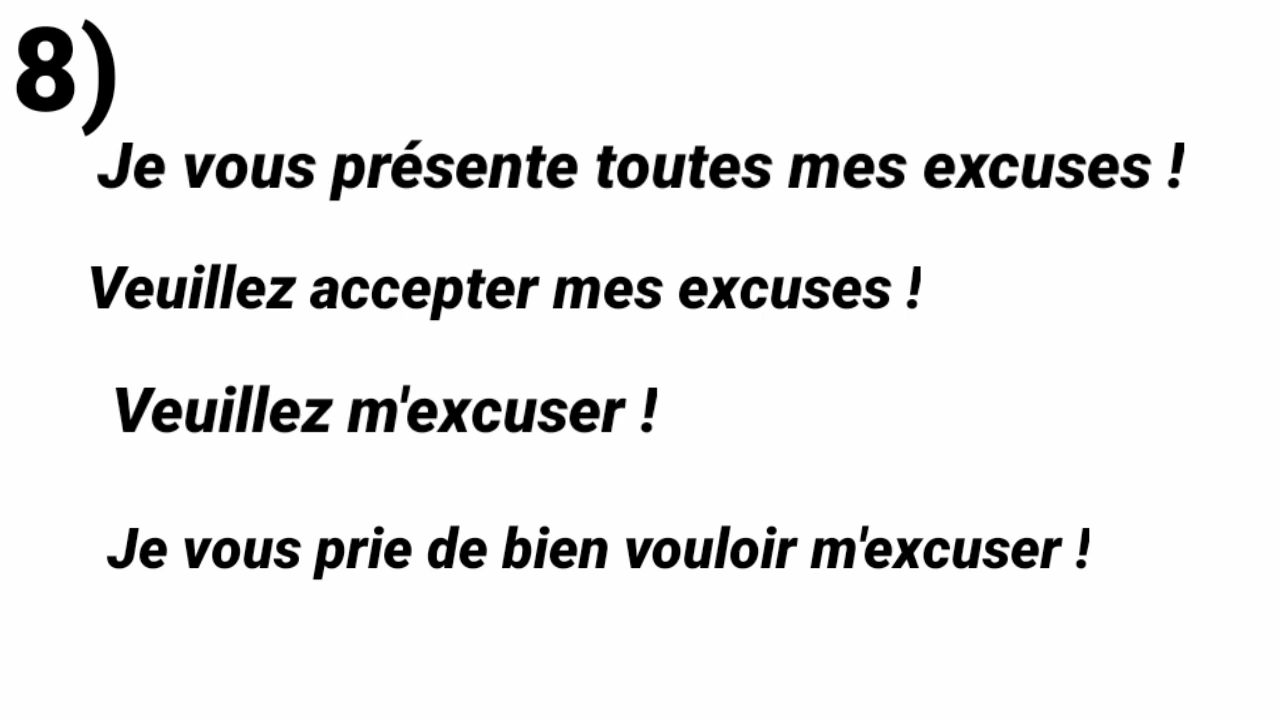 8)
Je vous présente toutes mes excuses !
Veuillez accepter mes excuses !
Veuillez m'excuser !
Je vous prie de bien vouloir m'excuser !